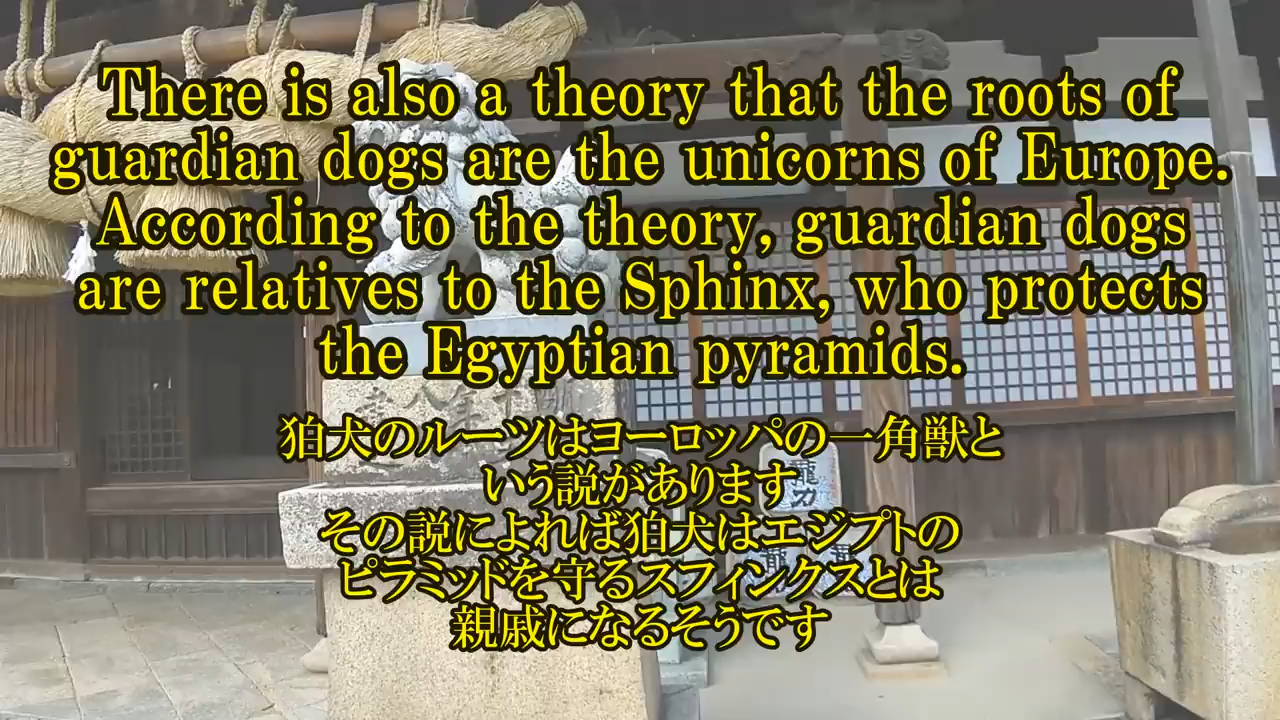 There is also a theory that the roots of
guardian dogs are the unicorns of Europe.
According to the theory, guardian dogs
are relatives to the Sphinx, who protects
the Egyptian pyramids.
狛犬のルーツはヨーロッパの一角獣と
いう説があります
その説によれば狛犬はエジプトの
ピラミッドを守るスフィンクスとは
親戚になるそうです